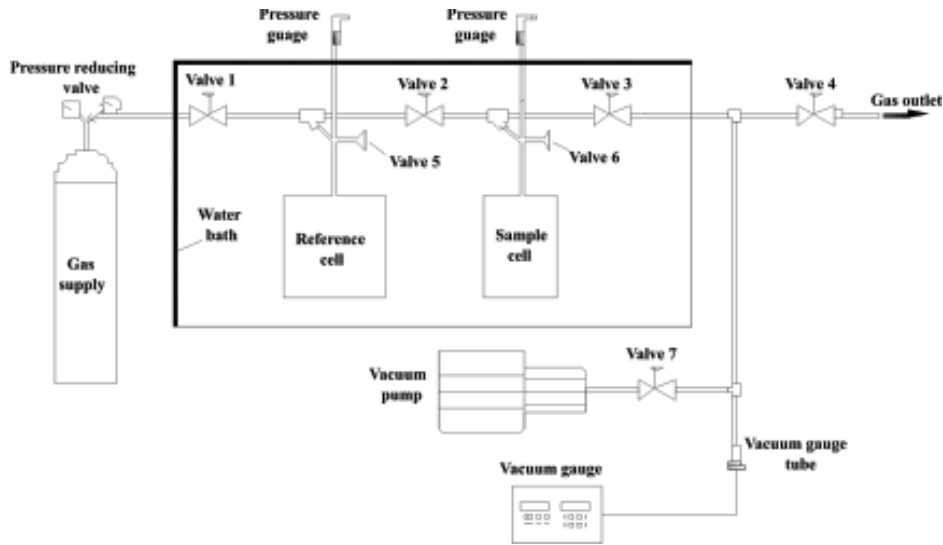 Pressure
guage
Pressure
guage
Pressure reducing
valve
Valve 1
Valve 2
Valve 3
Valve 4
Gas outlet
Valve 5
Valve 6
Water
bath
Reference
cell
Sample
cell
Gas
supply
Valve 7
Vacuum
pump
Vacuum gauge
tube
Vacuum gauge